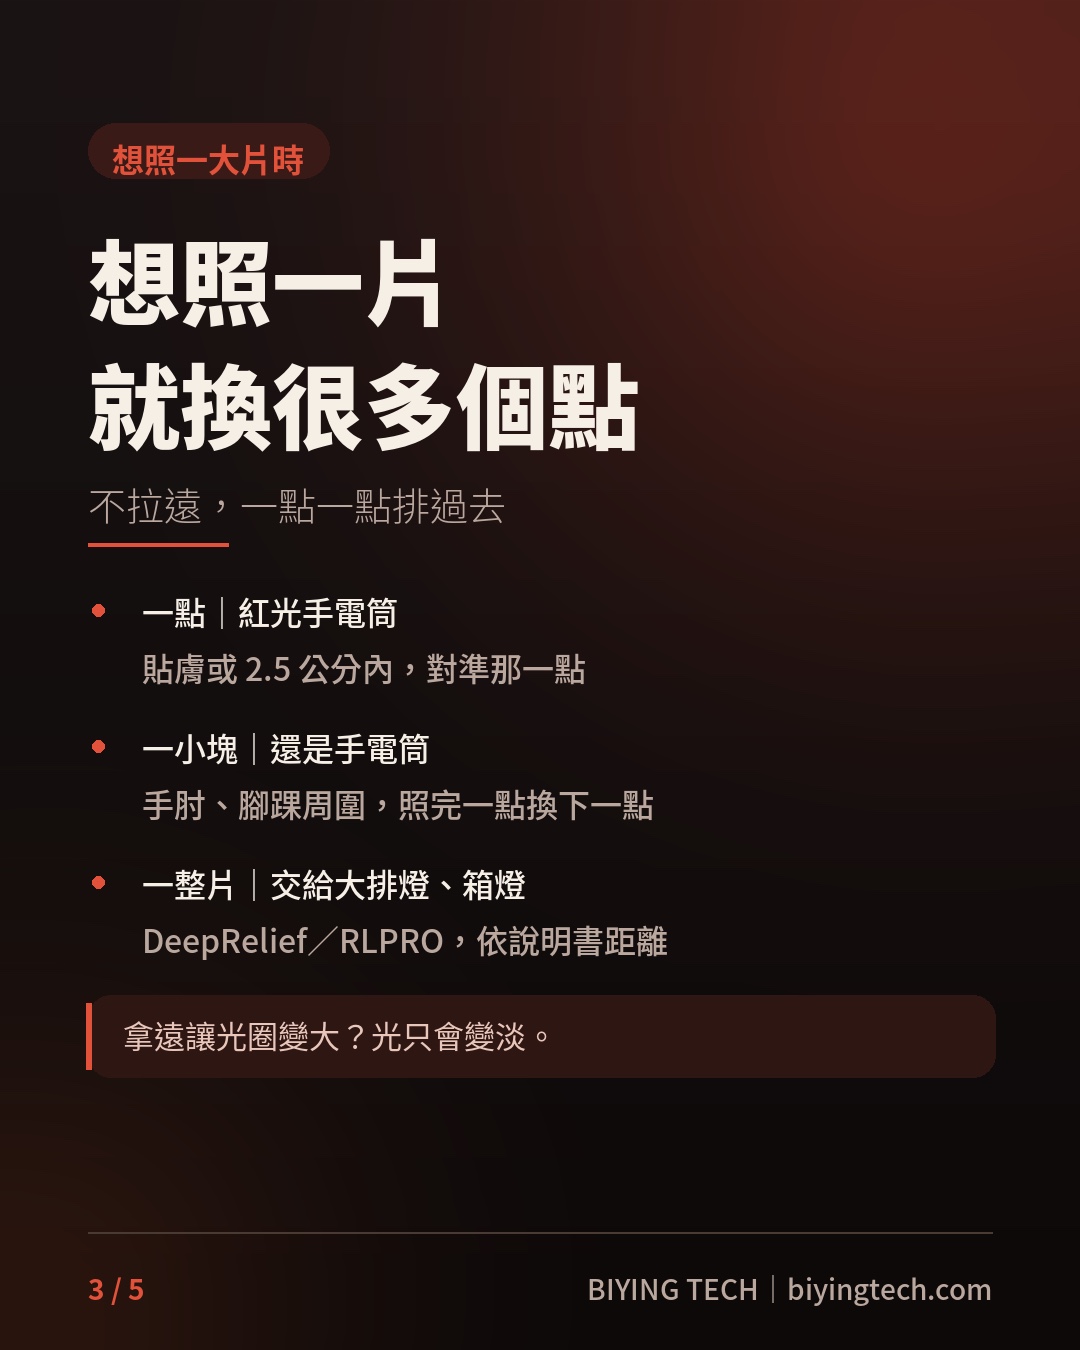 想照一大片時
想照一片
就換很多個點
不拉遠，一點一點排過去
一點｜紅光手電筒
貼膚或 2.5 公分內，對準那一點
一小塊｜還是手電筒
手肘、腳踝周圍，照完一點換下一點
一整片｜交給大排燈、箱燈
DeepRelief／RLPRO，依說明書距離
拿遠讓光圈變大？光只會變淡。
3 / 5
BIYING TECH｜biyingtech.com